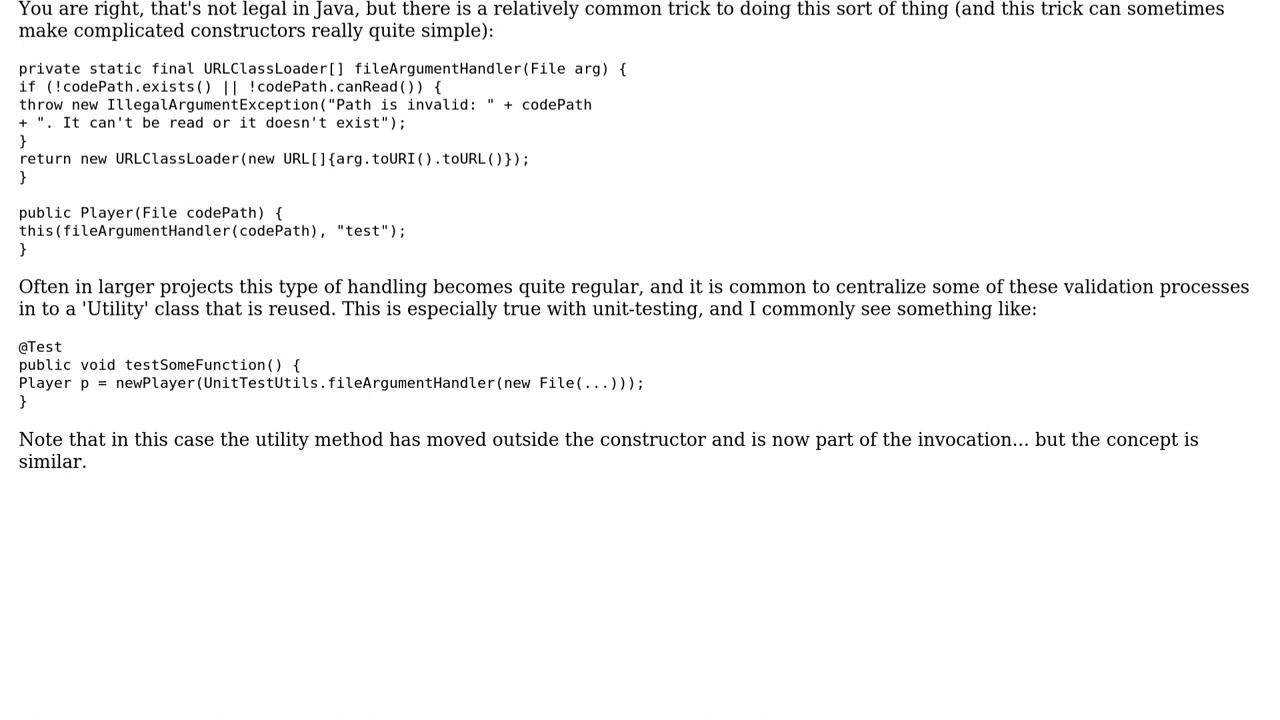 You are right, that's not legal in Java, but there is a relatively common trick to doing this sort of thing (and this trick can sometimes
make complicated constructors really quite simple):
private static final URLClassLoader[] fileArgumentHandler(File arg) {
if (!codePath.exists() || !codePath.canRead()) {
throw new IllegalArgumentException("Path is invalid: " + codePath
+ ". It can't be read or it doesn't exist");
}
return new URLClassLoader(new URL[]{arg.toURI().toURL()});
}
public Player(File codePath) {
this(fileArgumentHandler(codePath), "test");
}
Often in larger projects this type of handling becomes quite regular, and it is common to centralize some of these validation processes
in to a 'Utility' class that is reused. This is especially true with unit-testing, and I commonly see something like:
@Test
public void testSomeFunction() {
Player p = newPlayer(UnitTestUtils.fileArgumentHandler(new File(...)));
}
Note that in this case the utility method has moved outside the constructor and is now part of the invocation... but the concept is
similar.